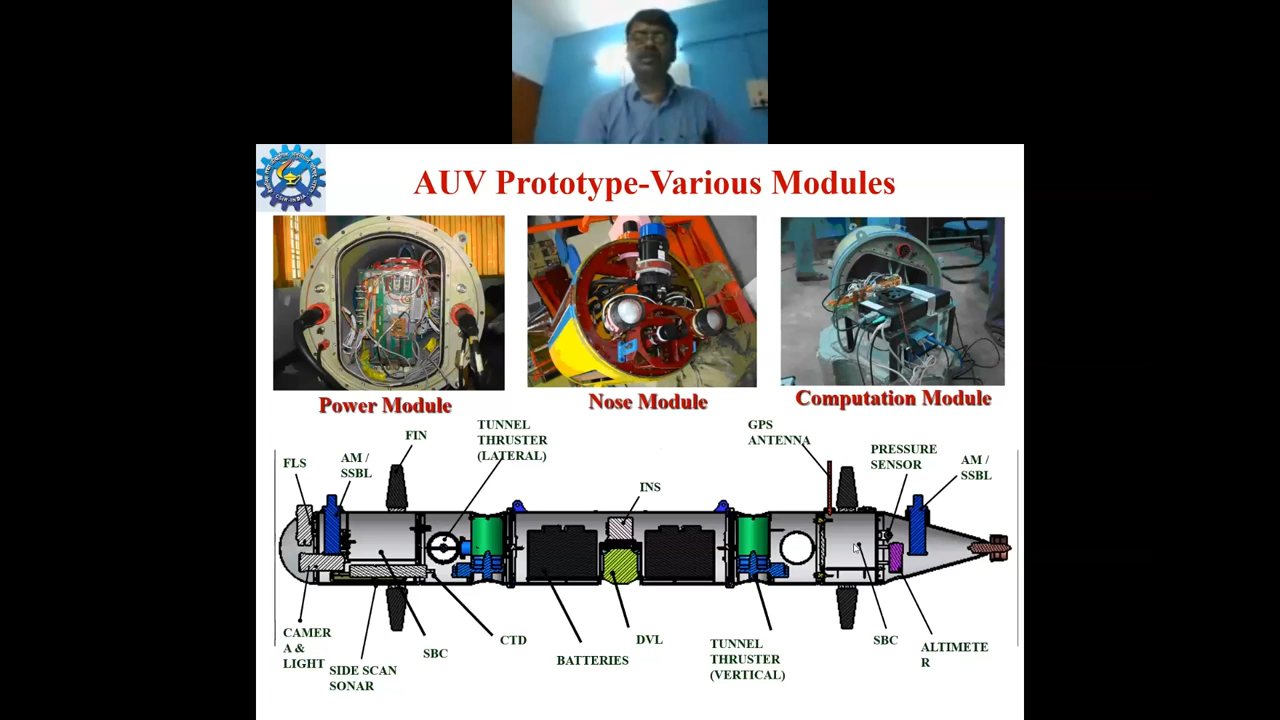 AUV Prototype-Various Modules
CSIR-INDIA
Power Module
Nose Module
Computation Module
FLS
AM /
SSBL
FIN
TUNNEL
THRUSTER
(LATERAL)
INS
GPS
ANTENNA
PRESSURE
SENSOR
AM /
SSBL
CAMER
A &
LIGHT
SIDE SCAN
SONAR
SBC
CTD
BATTERIES
DVL
TUNNEL
THRUSTER
(VERTICAL)
SBC
ALTIMETE
R